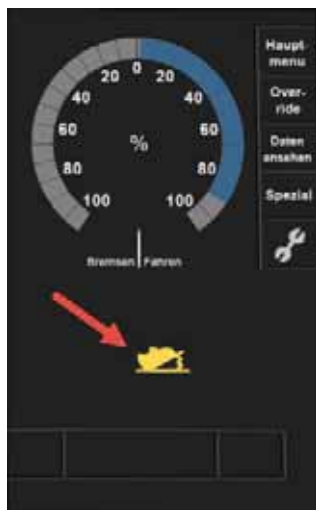 Haupt-
menu
Over-
ride
Daten
ansehen
Spezial
20 0 20
40 40
60 60
%
80 80
100 100
Bremsen Fahren